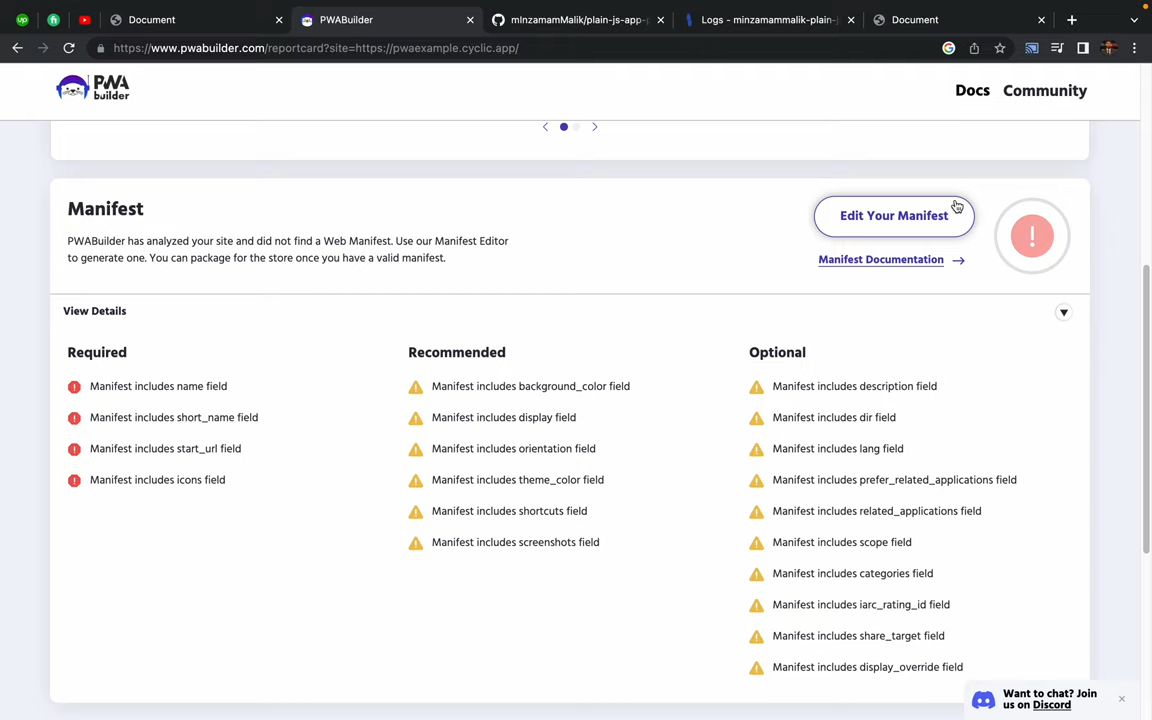 Document
PWABuilder
mInzamamMalik/plain-js-app-p
Logs - minzamammalik-plain-j
Document
https://www.pwabuilder.com/reportcard?site=https://pwaexample.cyclic.app/
PWA
builder
Docs
Community
Manifest
Edit Your Manifest
PWABuilder has analyzed your site and did not find a Web Manifest. Use our Manifest Editor
to generate one. You can package for the store once you have a valid manifest.
Manifest Documentation
View Details
Required
Recommended
Optional
Manifest includes name field
Manifest includes background_color field
Manifest includes description field
Manifest includes short_name field
Manifest includes display field
Manifest includes dir field
Manifest includes start_url field
Manifest includes orientation field
Manifest includes lang field
Manifest includes icons field
Manifest includes theme_color field
Manifest includes prefer_related_applications field
Manifest includes shortcuts field
Manifest includes related_applications field
Manifest includes screenshots field
Manifest includes scope field
Manifest includes categories field
Manifest includes iarc_rating_id field
Manifest includes share_target field
Manifest includes display_override field
Want to chat? Join
us on Discord